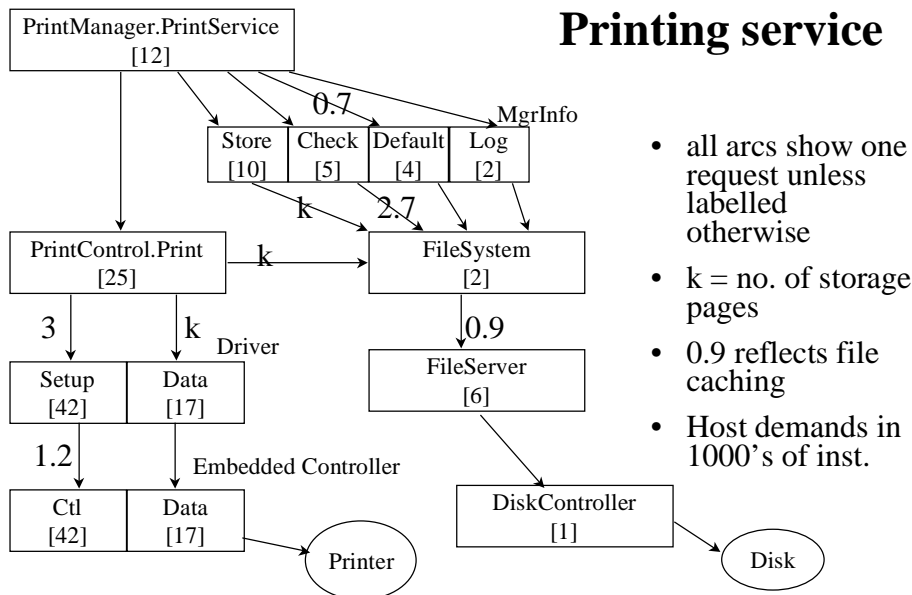 Printing service
PrintManager.PrintService
[12]
0.7
MgrInfo
Store
[10]
Check
[5]
Default
[4]
Log
[2]
k
2.7
PrintControl.Print
[25]
k
FileSystem
[2]
3
k
0.9
Driver
Setup
[42]
Data
[17]
FileServer
[6]
1.2
Embedded Controller
Ctl
[42]
Data
[17]
DiskController
[1]
Printer
Disk
• all arcs show one
request unless
labelled
otherwise
• k = no. of storage
pages
• 0.9 reflects file
caching
• Host demands in
1000's of inst.